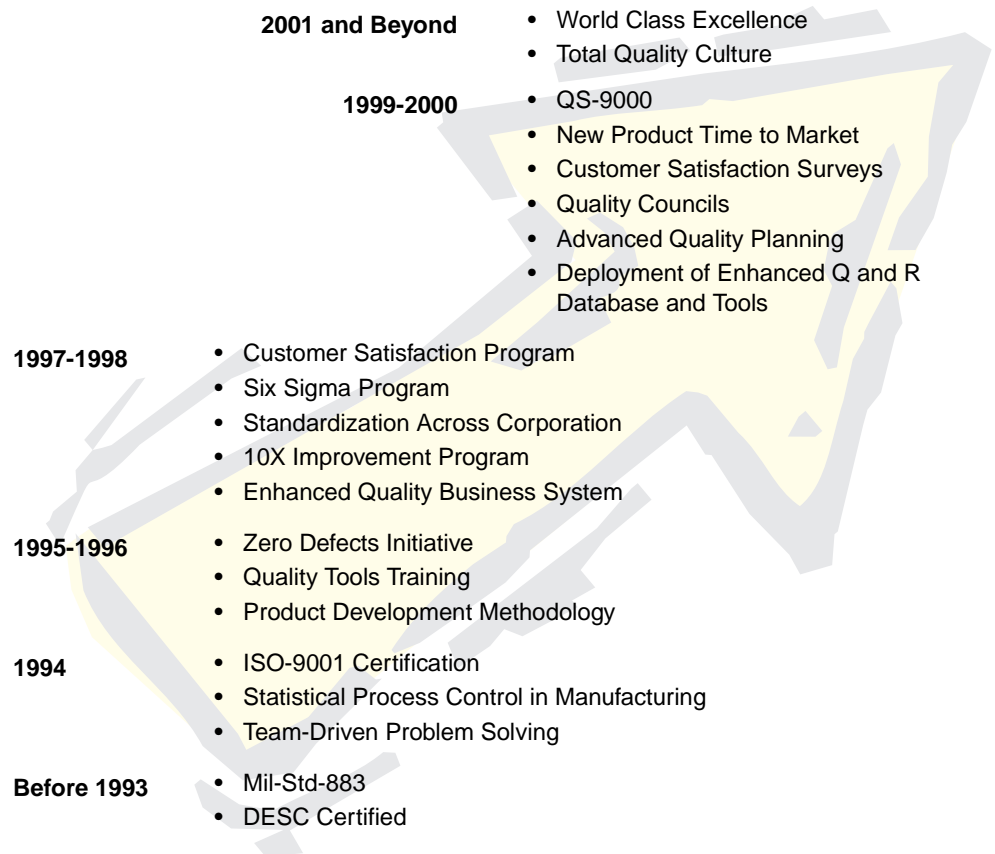 2001 and Beyond
• World Class Excellence
• Total Quality Culture
1999-2000
• QS-9000
• New Product Time to Market
• Customer Satisfaction Surveys
• Quality Councils
• Advanced Quality Planning
• Deployment of Enhanced Q and R
Database and Tools
1997-1998
• Customer Satisfaction Program
• Six Sigma Program
• Standardization Across Corporation
• 10X Improvement Program
• Enhanced Quality Business System
1995-1996
• Zero Defects Initiative
• Quality Tools Training
• Product Development Methodology
1994
• ISO-9001 Certification
• Statistical Process Control in Manufacturing
• Team-Driven Problem Solving
Before 1993
• Mil-Std-883
• DESC Certified